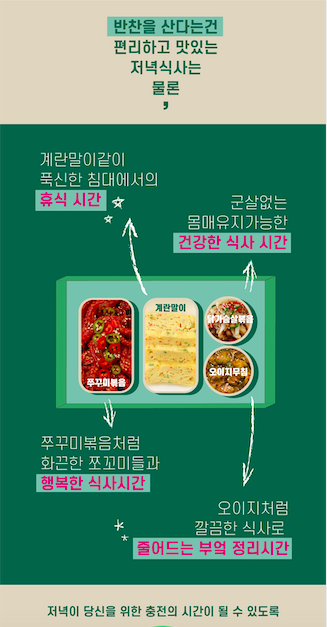 반찬을 산다는건
편리하고 맛있는
저녁식사는
물론
,
계란말이같이
푹신한 침대에서의
휴식 시간
군살없는
몸매유지가능한
건강한 식사 시간
계란말이
닭가슴살볶음
쭈꾸미볶음
오이지무침
쭈꾸미볶음처럼
화끈한 쪼꼬미들과
행복한 식사시간
오이지처럼
깔끔한 식사로
줄어드는 부엌 정리시간
저녁이 당신을 위한 충전의 시간이 될 수 있도록